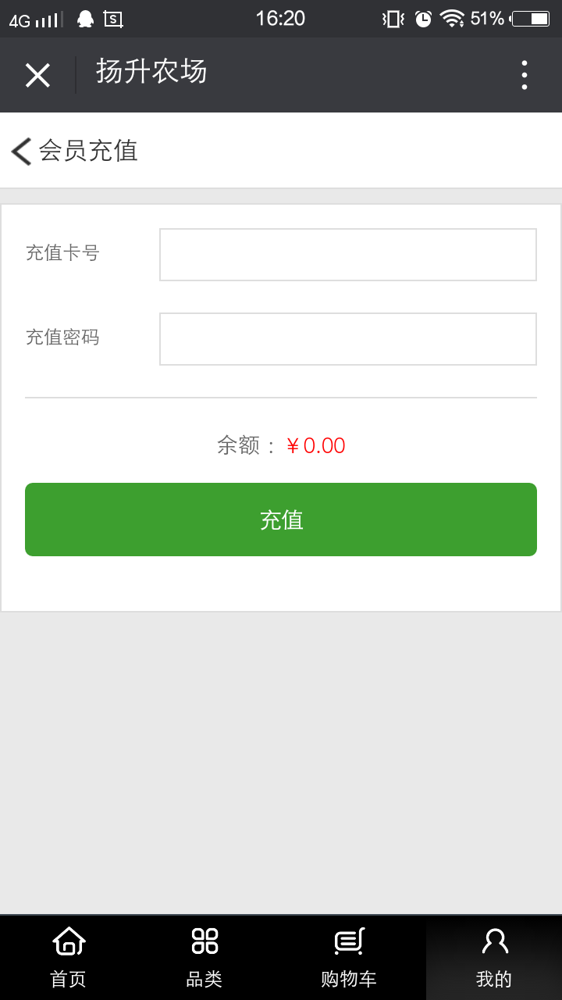 4G 16:20 51%
扬升农场
会员充值
充值卡号
充值密码
余额：￥0.00
充值
首页 品类 购物车 我的